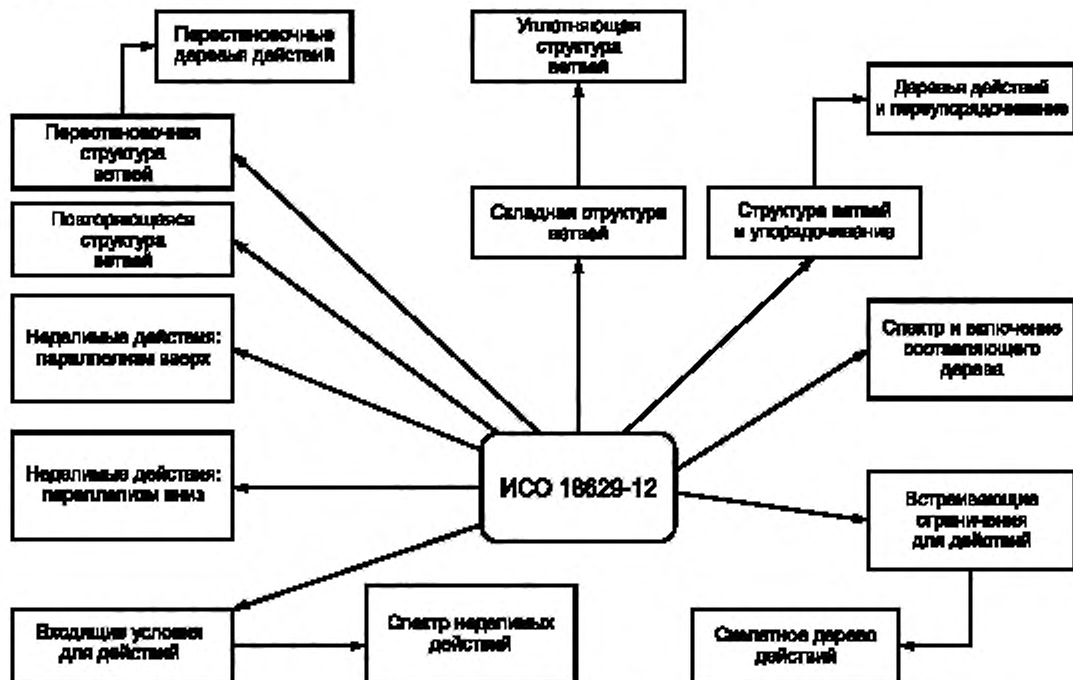 Перестановочные
деревья действий
Уплотняющая
структура
ветвей
Деревья действий
и переупорядочивание
Перестановочная
структура
ветвей
Складная структура
ветвей
Структура ветвей
и упорядочивание
Повторяющаяся
структура
ветвей
Неделимые действия:
параллелизм вверх
Спектр и включение
составляющего
дерева
Неделимые действия:
параллелизм вниз
ИСО 18629-12
Встраивающие
ограничения
для действий
Входящие условия
для действий
Спектр неделимых
действий
Скелетное дерево
действий